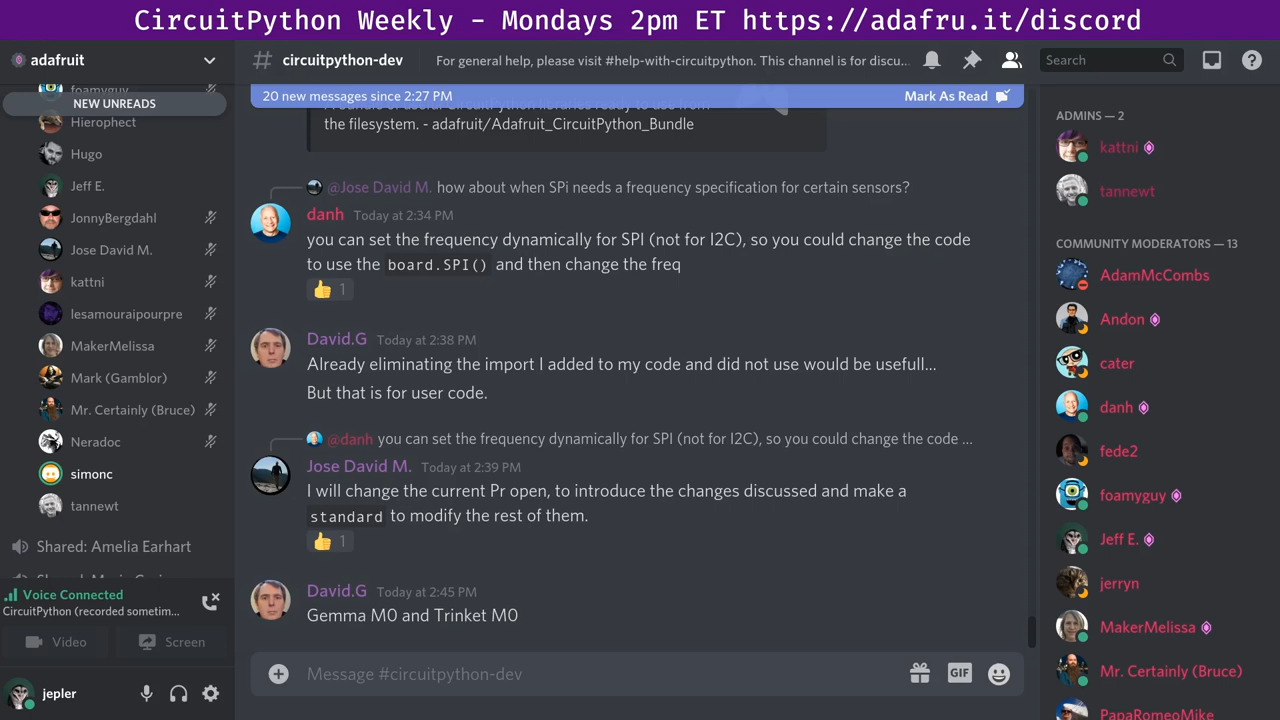 CircuitPython Weekly - Mondays 2pm ET https://adafru.it/discord
adafruit
foamyguy
NEW UNREADS
Hierophect
Hugo
Jeff E.
JonnyBergdahl
Jose David M.
kattni
lesamouraipourpre
MakerMelissa
Mark (Gamblor)
Mr. Certainly (Bruce)
Neradoc
simonc
tannewt
Shared: Amelia Earhart
Voice Connected
CircuitPython (recorded sometim...
Video
Screen
jepler
# circuitpython-dev
For general help, please visit #help-with-circuitpython. This channel is for discu...
Search
20 new messages since 2:27 PM
Mark As Read
the filesystem. - adafruit/Adafruit_CircuitPython_Bundle
@Jose David M. how about when SPi needs a frequency specification for certain sensors?
danh Today at 2:34 PM
you can set the frequency dynamically for SPI (not for I2C), so you could change the code
to use the board.SPI() and then change the freq
👍 1
David.G Today at 2:38 PM
Already eliminating the import I added to my code and did not use would be usefull...
But that is for user code.
@danh you can set the frequency dynamically for SPI (not for I2C), so you could change the code ...
Jose David M. Today at 2:39 PM
I will change the current Pr open, to introduce the changes discussed and make a
standard to modify the rest of them.
👍 1
David.G Today at 2:45 PM
Gemma M0 and Trinket M0
Message #circuitpython-dev
GIF
ADMINS — 2
kattni
tannewt
COMMUNITY MODERATORS — 13
AdamMcCombs
Andon
cater
danh
fede2
foamyguy
Jeff E.
jerryn
MakerMelissa
Mr. Certainly (Bruce)
PapaRomeoMike